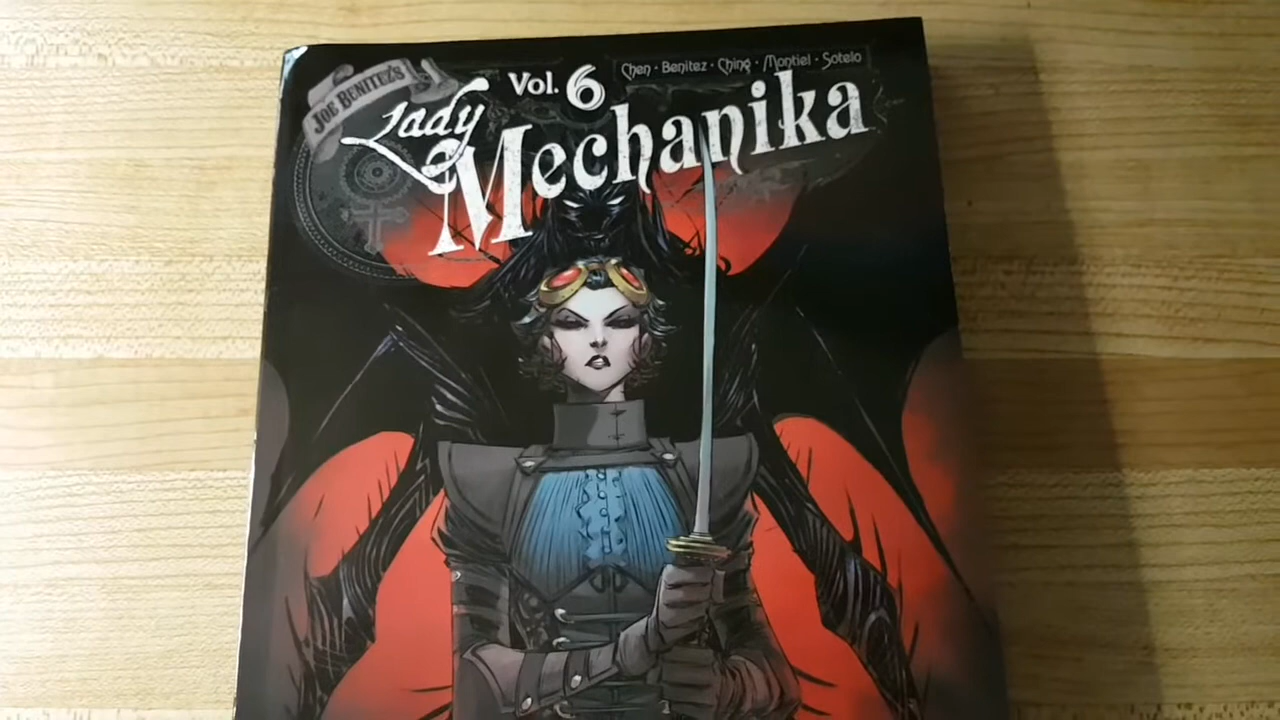 JOE BENITEZ'S
Vol. 6
Chen · Benitez · Ching · Montiel · Sotelo
Lady
Mechanika